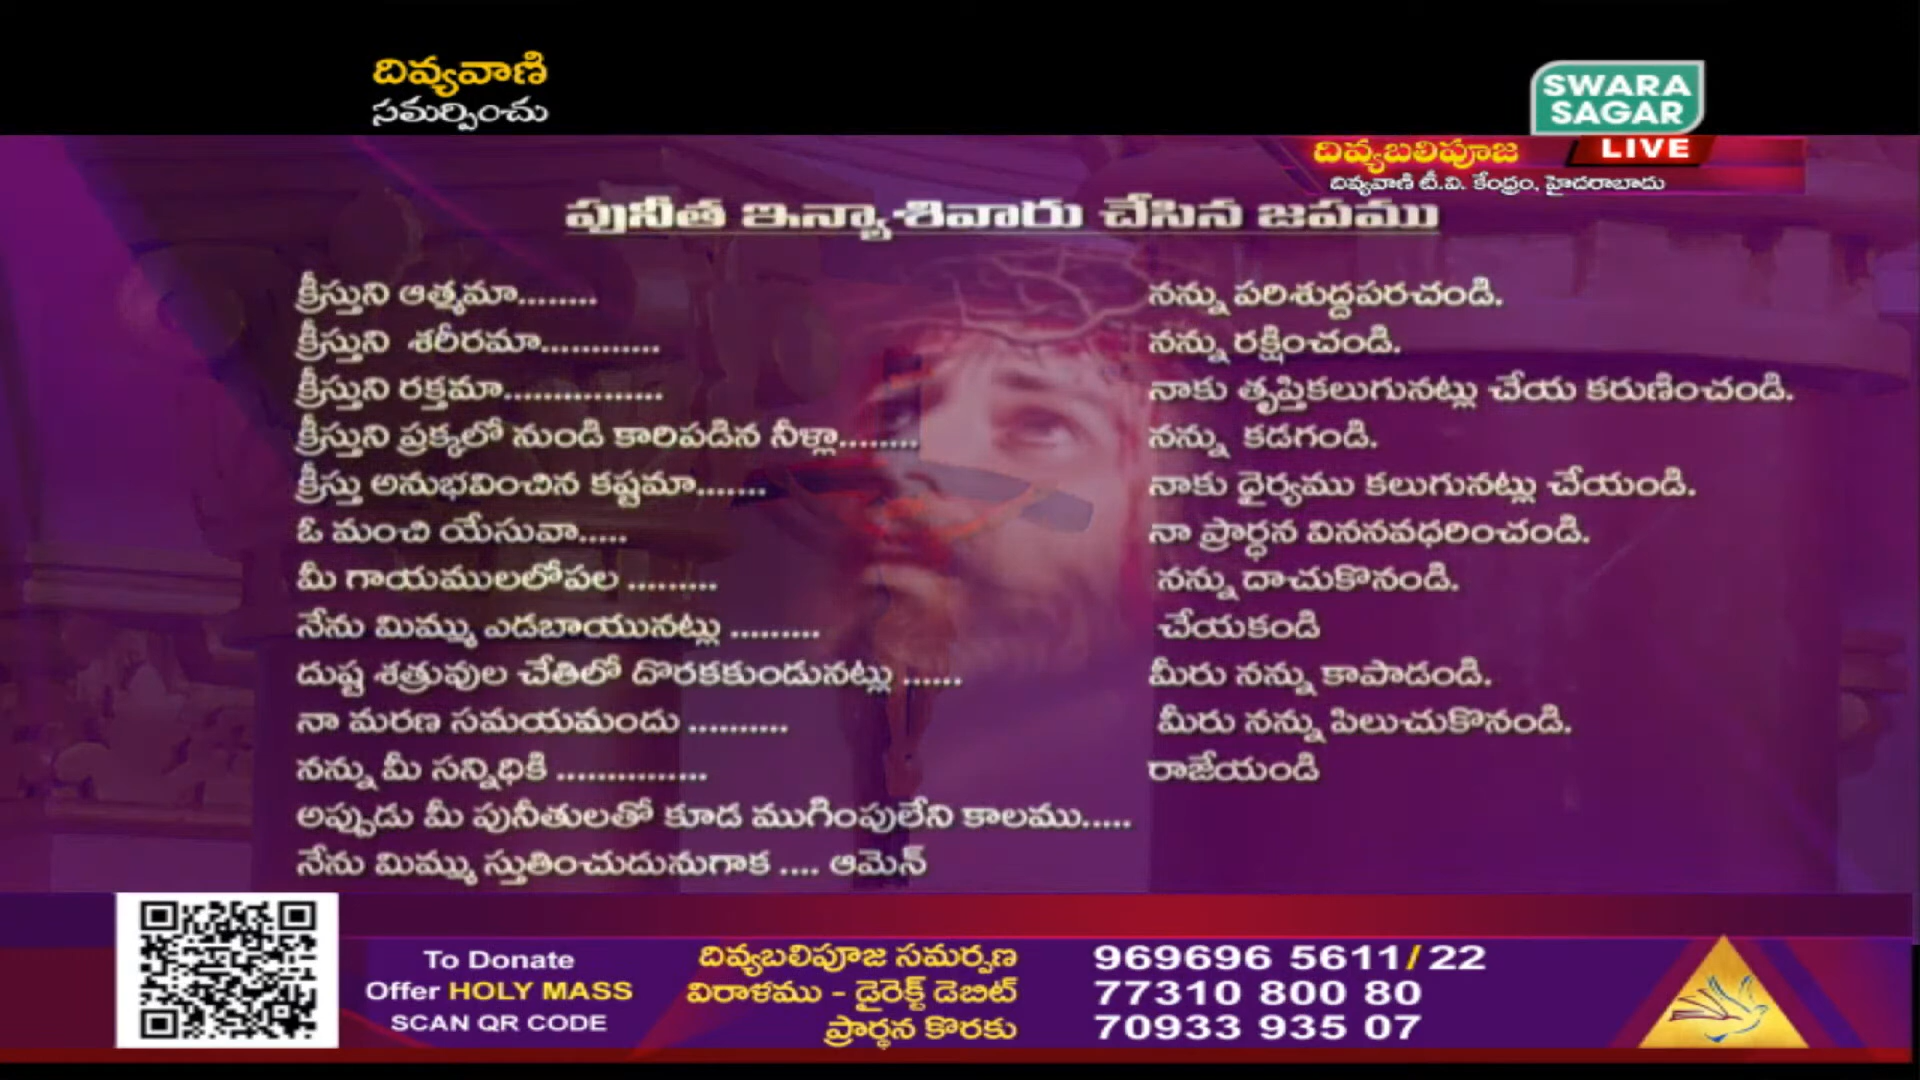 దివ్యవాణి
సమర్పించు
SWARA
SAGAR
LIVE
దివ్యబలిపూజ
దివ్యవాణి టీ.వి. కేంద్రం, హైదరాబాదు
పునీత ఇన్యాశివారు చేసిన జపము
క్రీస్తుని ఆత్మమా........ నన్ను పరిశుద్దపరచండి.
క్రీస్తుని శరీరమా............ నన్ను రక్షించండి.
క్రీస్తుని రక్తమా................ నాకు తృప్తికలుగునట్లు చేయ కరుణించండి.
క్రీస్తుని ప్రక్కలో నుండి కారిపడిన నీళ్లా........ నన్ను కడగండి.
క్రీస్తు అనుభవించిన కష్టమా....... నాకు ధైర్యము కలుగునట్లు చేయండి.
ఓ మంచి యేసువా..... నా ప్రార్ధన విననవధరించండి.
మీ గాయములలోపల ......... నన్ను దాచుకొనండి.
నేను మిమ్ము ఎడబాయునట్లు ......... చేయకండి
దుష్ట శత్రువుల చేతిలో దొరకకుండునట్లు ...... మీరు నన్ను కాపాడండి.
నా మరణ సమయమందు .......... మీరు నన్ను పిలుచుకొనండి.
నన్ను మీ సన్నిధికి ............... రాజేయండి
అప్పుడు మీ పునీతులతో కూడ ముగింపులేని కాలము.....
నేను మిమ్ము స్తుతించుదునుగాక .... ఆమెన్
To Donate
Offer HOLY MASS
SCAN QR CODE
దివ్యబలిపూజ సమర్పణ 969696 5611/22
విరాళము - డైరెక్ట్ డెబిట్ 77310 800 80
ప్రార్థన కొరకు 70933 935 07